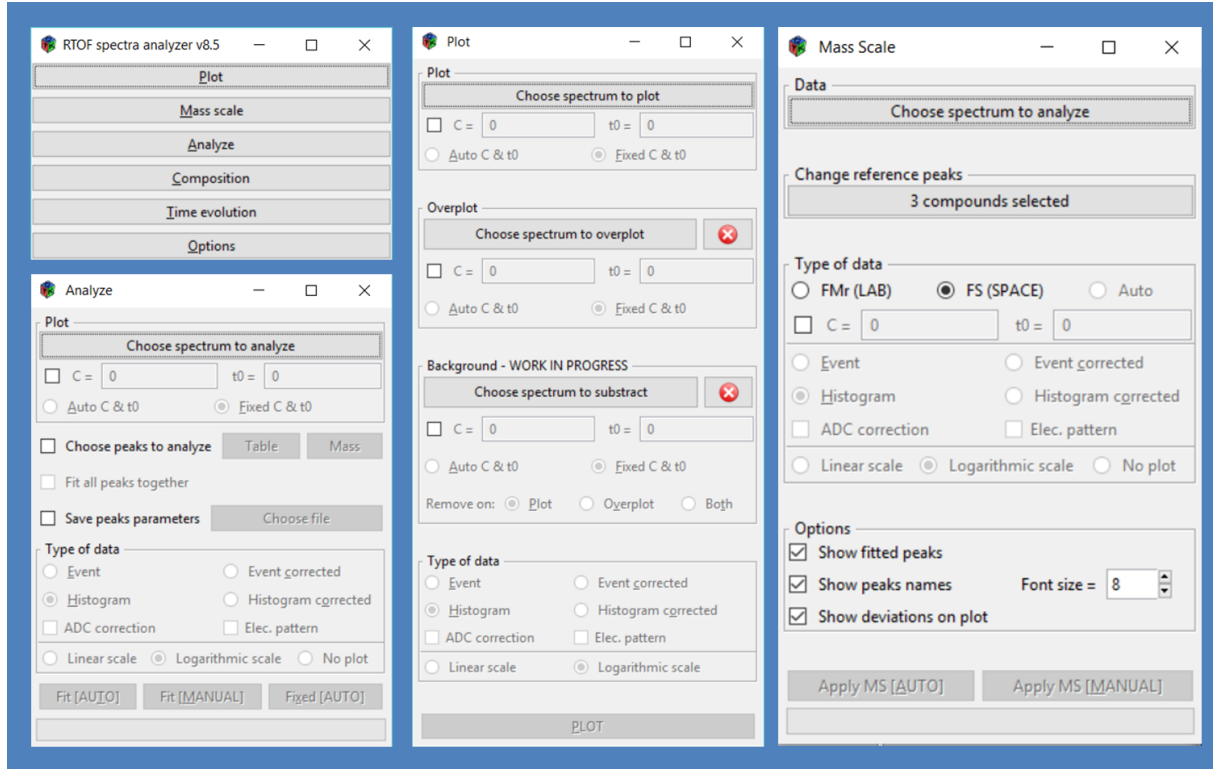 RTOF spectra analyzer v8.5
Plot
Mass scale
Analyze
Composition
Time evolution
Options
Analyze
Plot
Choose spectrum to analyze
C = 0 t0 = 0
Auto C & t0 Fixed C & t0
Choose peaks to analyze Table Mass
Fit all peaks together
Save peaks parameters Choose file
Type of data
Event Event corrected
Histogram Histogram corrected
ADC correction Elec. pattern
Linear scale Logarithmic scale No plot
Fit [AUTO] Fit [MANUAL] Fixed [AUTO]
Plot
Plot
Choose spectrum to plot
C = 0 t0 = 0
Auto C & t0 Fixed C & t0
Overplot
Choose spectrum to overplot
C = 0 t0 = 0
Auto C & t0 Fixed C & t0
Background - WORK IN PROGRESS
Choose spectrum to substract
C = 0 t0 = 0
Auto C & t0 Fixed C & t0
Remove on: Plot Overplot Both
Type of data
Event Event corrected
Histogram Histogram corrected
ADC correction Elec. pattern
Linear scale Logarithmic scale
PLOT
Mass Scale
Data
Choose spectrum to analyze
Change reference peaks
3 compounds selected
Type of data
FMr (LAB) FS (SPACE) Auto
C = 0 t0 = 0
Event Event corrected
Histogram Histogram corrected
ADC correction Elec. pattern
Linear scale Logarithmic scale No plot
Options
Show fitted peaks
Show peaks names Font size = 8
Show deviations on plot
Apply MS [AUTO] Apply MS [MANUAL]